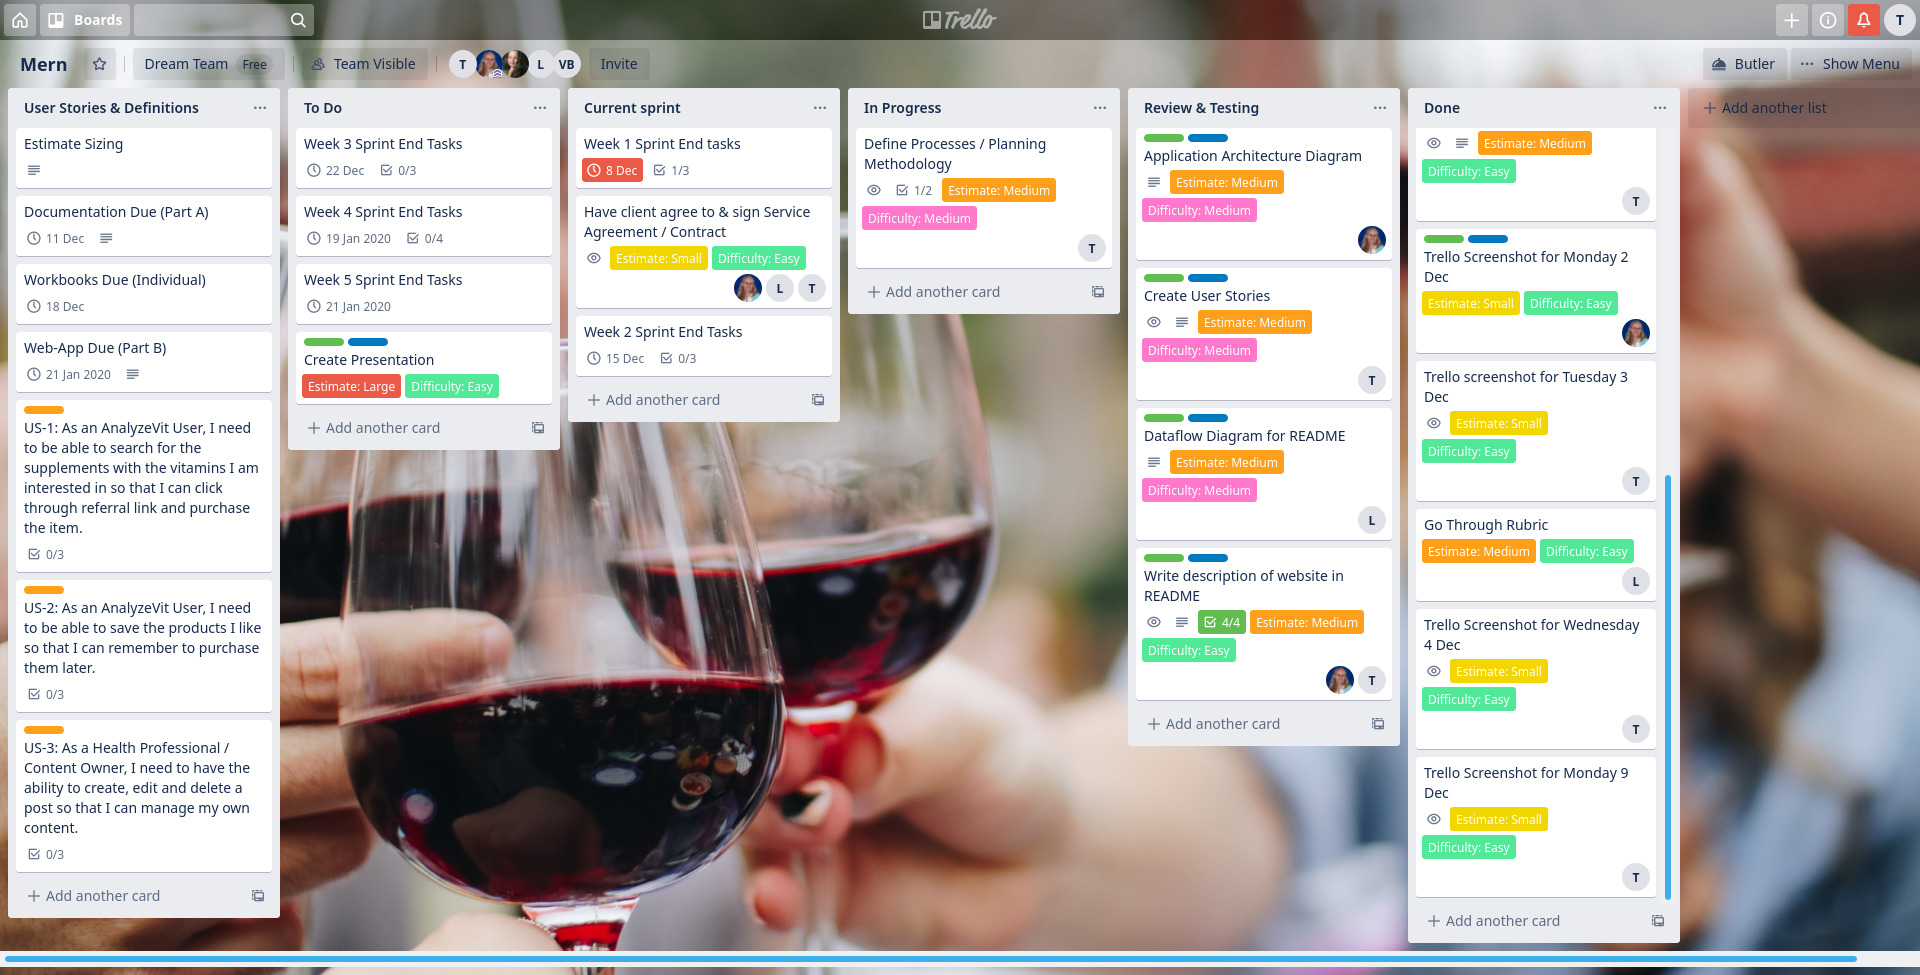 Boards
Trello
T
Mern
Dream Team Free
Team Visible
T L VB
Invite
Butler
Show Menu
User Stories & Definitions
Estimate Sizing
Documentation Due (Part A)
11 Dec
Workbooks Due (Individual)
18 Dec
Web-App Due (Part B)
21 Jan 2020
US-1: As an AnalyzeVit User, I need
to be able to search for the
supplements with the vitamins I am
interested in so that I can click
through referral link and purchase
the item.
0/3
US-2: As an AnalyzeVit User, I need
to be able to save the products I like
so that I can remember to purchase
them later.
0/3
US-3: As a Health Professional /
Content Owner, I need to have the
ability to create, edit and delete a
post so that I can manage my own
content.
0/3
+ Add another card
To Do
Week 3 Sprint End Tasks
22 Dec 0/3
Week 4 Sprint End Tasks
19 Jan 2020 0/4
Week 5 Sprint End Tasks
21 Jan 2020
Create Presentation
Estimate: Large Difficulty: Easy
+ Add another card
Current sprint
Week 1 Sprint End tasks
8 Dec 1/3
Have client agree to & sign Service
Agreement / Contract
Estimate: Small Difficulty: Easy
L T
Week 2 Sprint End Tasks
15 Dec 0/3
+ Add another card
In Progress
Define Processes / Planning
Methodology
1/2 Estimate: Medium
Difficulty: Medium
T
+ Add another card
Review & Testing
Application Architecture Diagram
Estimate: Medium
Difficulty: Medium
Create User Stories
Estimate: Medium
Difficulty: Medium
T
Dataflow Diagram for README
Estimate: Medium
Difficulty: Medium
L
Write description of website in
README
4/4 Estimate: Medium
Difficulty: Easy
T
+ Add another card
Done
Estimate: Medium
Difficulty: Easy
T
Trello Screenshot for Monday 2
Dec
Estimate: Small Difficulty: Easy
Trello screenshot for Tuesday 3
Dec
Estimate: Small
Difficulty: Easy
T
Go Through Rubric
Estimate: Medium Difficulty: Easy
L
Trello Screenshot for Wednesday
4 Dec
Estimate: Small
Difficulty: Easy
T
Trello Screenshot for Monday 9
Dec
Estimate: Small
Difficulty: Easy
T
+ Add another card
+ Add another list